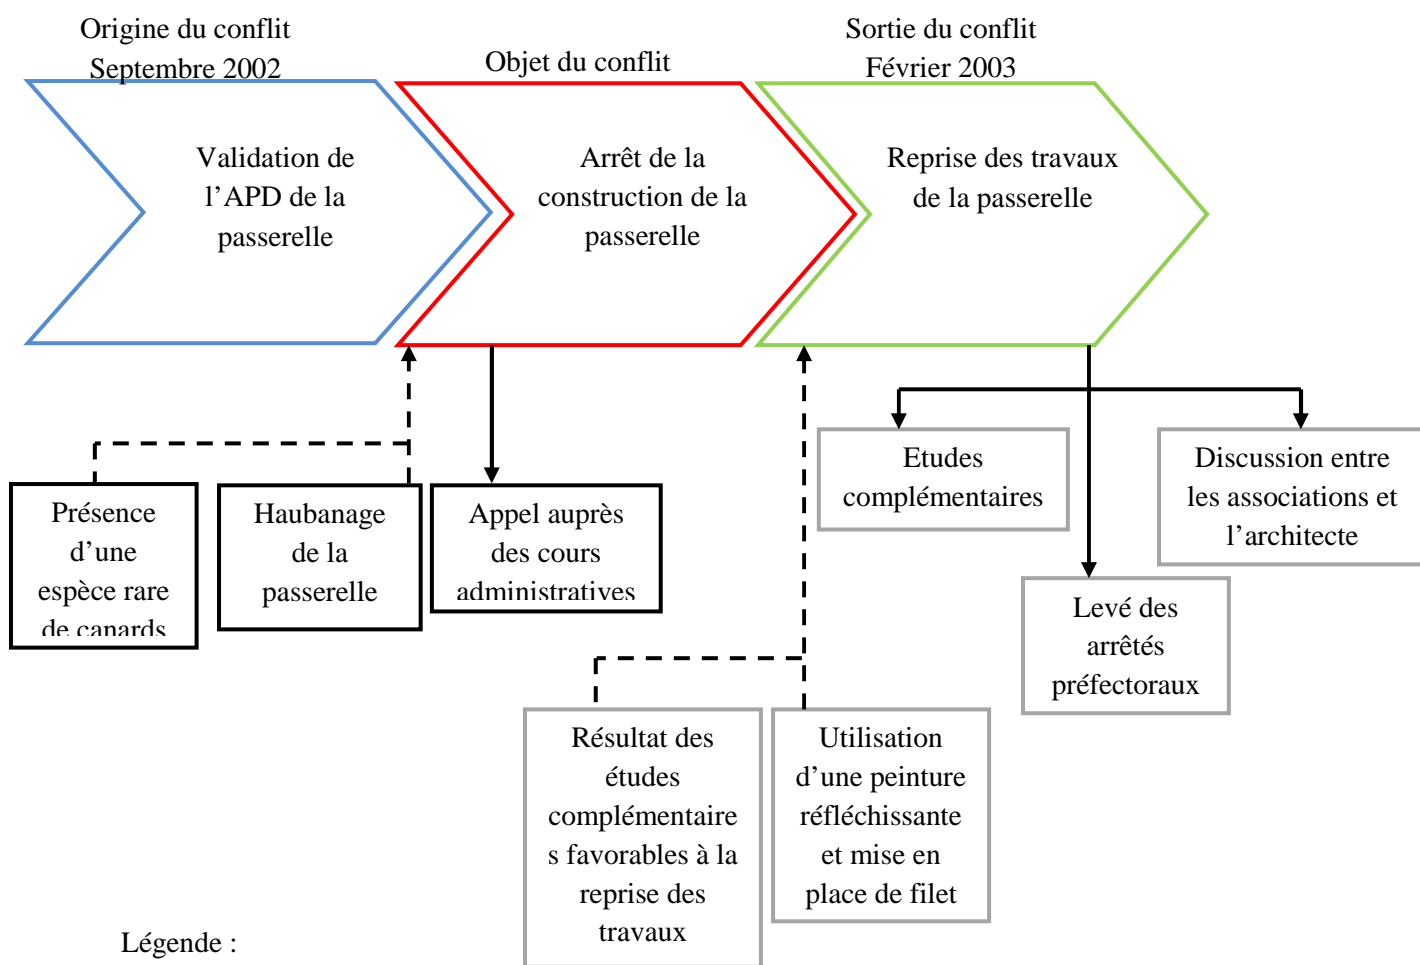 Origine du conflit
Septembre 2002
Objet du conflit
Sortie du conflit
Février 2003
Validation de
l’APD de la
passerelle
Arrêt de la
construction de la
passerelle
Reprise des travaux
de la passerelle
Présence
d’une
espèce rare
de canards
Haubanage
de la
passerelle
Appel auprès
des cours
administratives
Etudes
complémentaires
Discussion entre
les associations et
l’architecte
Levé des
arrêtés
préfectoraux
Résultat des
études
complémentaire
s favorables à la
reprise des
travaux
Utilisation
d’une peinture
réfléchissante
et mise en
place de filet
Légende :